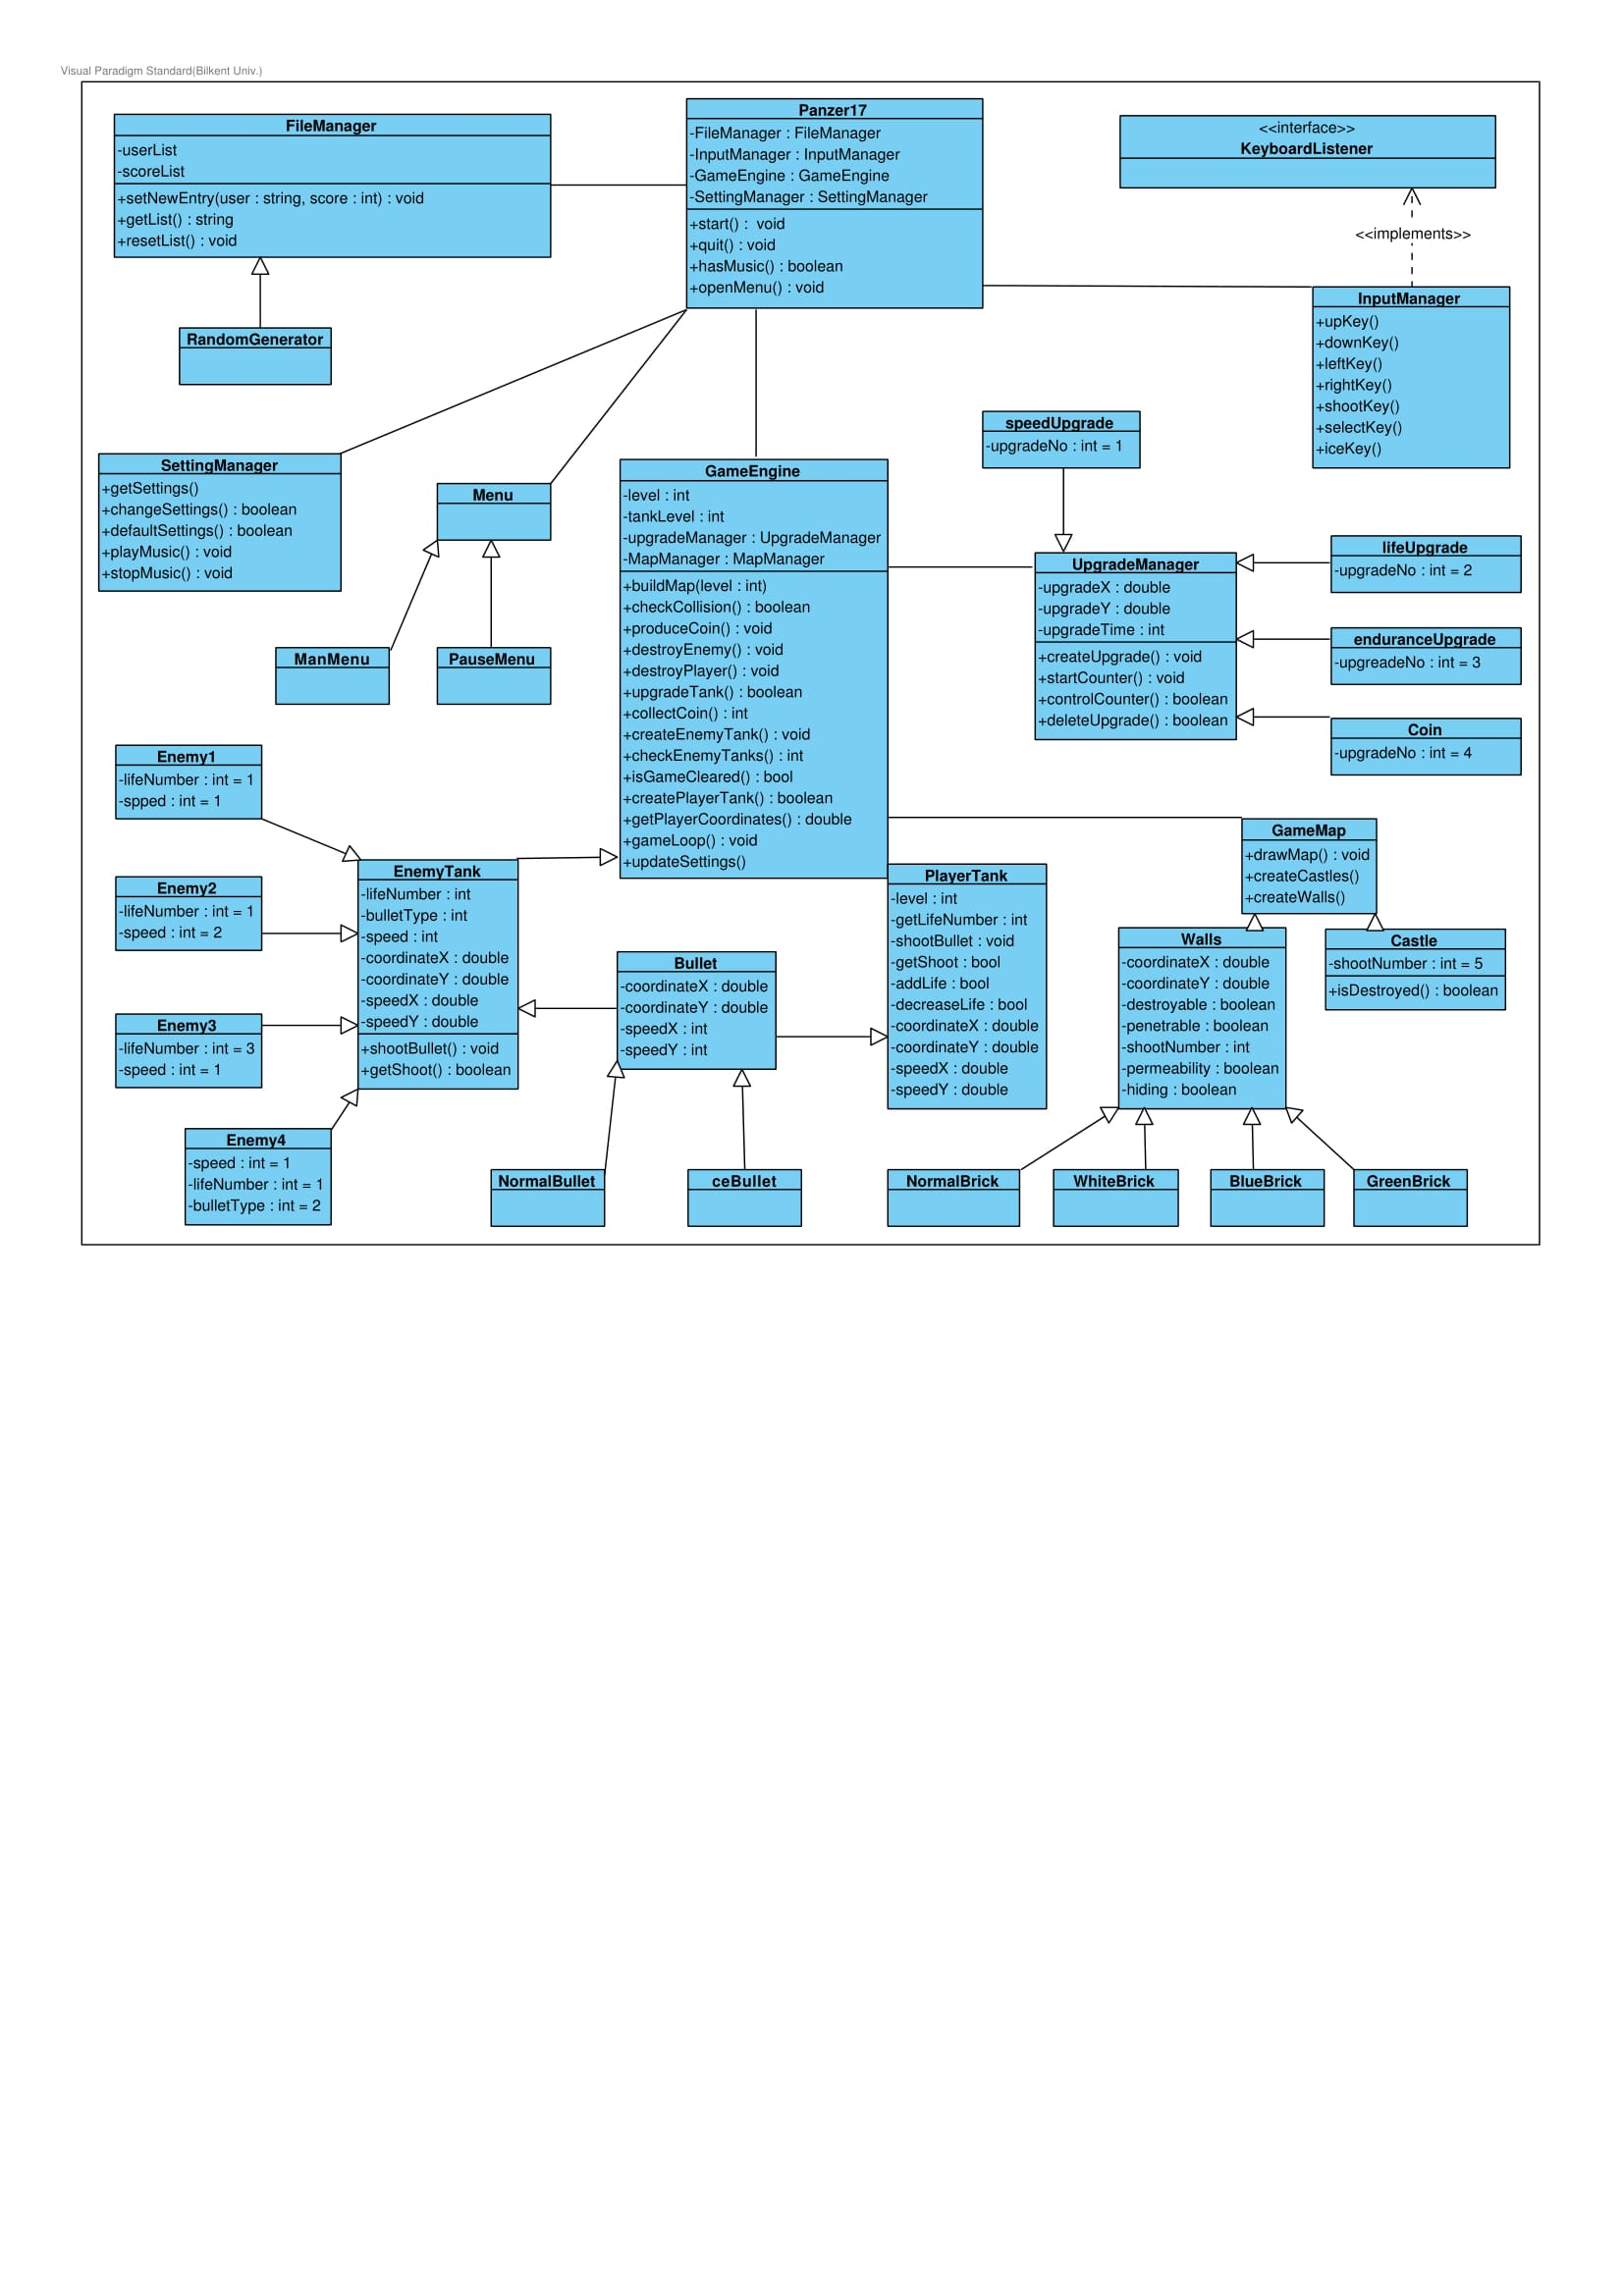 Visual Paradigm Standard(Bilkent Univ.)
FileManager
-userList
-scoreList
+setNewEntry(user : string, score : int) : void
+getList() : string
+resetList() : void
Panzer17
-FileManager : FileManager
-InputManager : InputManager
-GameEngine : GameEngine
-SettingManager : SettingManager
+start() :  void
+quit() : void
+hasMusic() : boolean
+openMenu() : void
<<interface>>
KeyboardListener
<<implements>>
InputManager
+upKey()
+downKey()
+leftKey()
+rightKey()
+shootKey()
+selectKey()
+iceKey()
RandomGenerator
SettingManager
+getSettings()
+changeSettings() : boolean
+defaultSettings() : boolean
+playMusic() : void
+stopMusic() : void
Menu
ManMenu
PauseMenu
GameEngine
-level : int
-tankLevel : int
-upgradeManager : UpgradeManager
-MapManager : MapManager
+buildMap(level : int)
+checkCollision() : boolean
+produceCoin() : void
+destroyEnemy() : void
+destroyPlayer() : void
+upgradeTank() : boolean
+collectCoin() : int
+createEnemyTank() : void
+checkEnemyTanks() : int
+isGameCleared() : bool
+createPlayerTank() : boolean
+getPlayerCoordinates() : double
+gameLoop() : void
+updateSettings()
speedUpgrade
-upgradeNo : int = 1
UpgradeManager
-upgradeX : double
-upgradeY : double
-upgradeTime : int
+createUpgrade() : void
+startCounter() : void
+controlCounter() : boolean
+deleteUpgrade() : boolean
lifeUpgrade
-upgradeNo : int = 2
enduranceUpgrade
-upgreadeNo : int = 3
Coin
-upgradeNo : int = 4
Enemy1
-lifeNumber : int = 1
-spped : int = 1
Enemy2
-lifeNumber : int = 1
-speed : int = 2
Enemy3
-lifeNumber : int = 3
-speed : int = 1
Enemy4
-speed : int = 1
-lifeNumber : int = 1
-bulletType : int = 2
EnemyTank
-lifeNumber : int
-bulletType : int
-speed : int
-coordinateX : double
-coordinateY : double
-speedX : double
-speedY : double
+shootBullet() : void
+getShoot() : boolean
Bullet
-coordinateX : double
-coordinateY : double
-speedX : int
-speedY : int
NormalBullet
ceBullet
PlayerTank
-level : int
-getLifeNumber : int
-shootBullet : void
-getShoot : bool
-addLife : bool
-decreaseLife : bool
-coordinateX : double
-coordinateY : double
-speedX : double
-speedY : double
GameMap
+drawMap() : void
+createCastles()
+createWalls()
Walls
-coordinateX : double
-coordinateY : double
-destroyable : boolean
-penetrable : boolean
-shootNumber : int
-permeability : boolean
-hiding : boolean
Castle
-shootNumber : int = 5
+isDestroyed() : boolean
NormalBrick
WhiteBrick
BlueBrick
GreenBrick